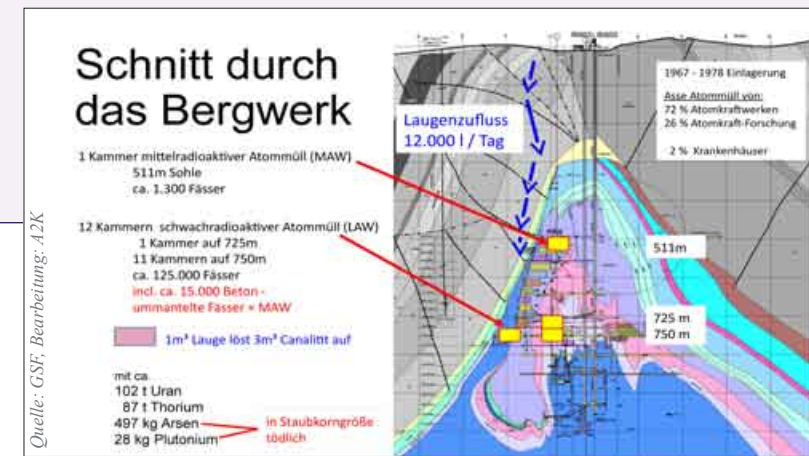 Schnitt durch
das Bergwerk
1 Kammer mittelradioaktiver Atommüll (MAW)
511m Sohle
ca. 1.300 Fässer
12 Kammern schwachradioaktiver Atommüll (LAW)
1 Kammer auf 725m
11 Kammern auf 750m
ca. 125.000 Fässer
incl. ca. 15.000 Beton -
ummantelte Fässer = MAW
1m³ Lauge löst 3m³ Canalitit auf
mit ca.
102 t Uran
87 t Thorium
497 kg Arsen
28 kg Plutonium
in Staubkorngröße
tödlich
Laugenzufluss
12.000 l / Tag
1967 - 1978 Einlagerung
Asse Atommüll von:
72 % Atomkraftwerken
26 % Atomkraft-Forschung
2 % Krankenhäuser
511m
725 m
750 m
Quelle: GSF, Bearbeitung: A2K